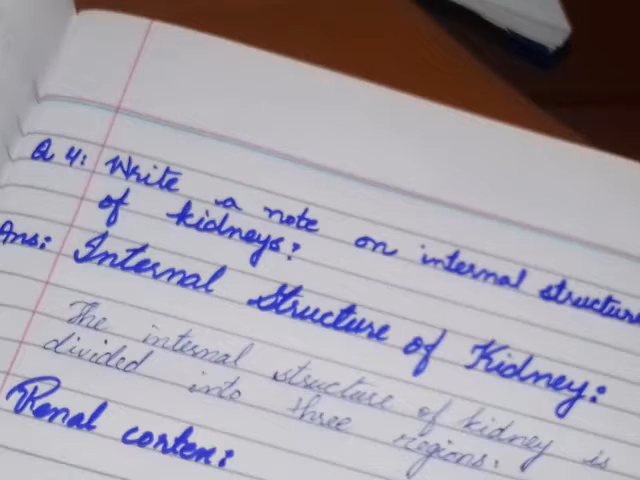 Q 4: Write a note on internal structure
of kidneys?
Ans: Internal Structure of Kidney:
The internal structure of kidney is
divided into three regions.
Renal cortex: